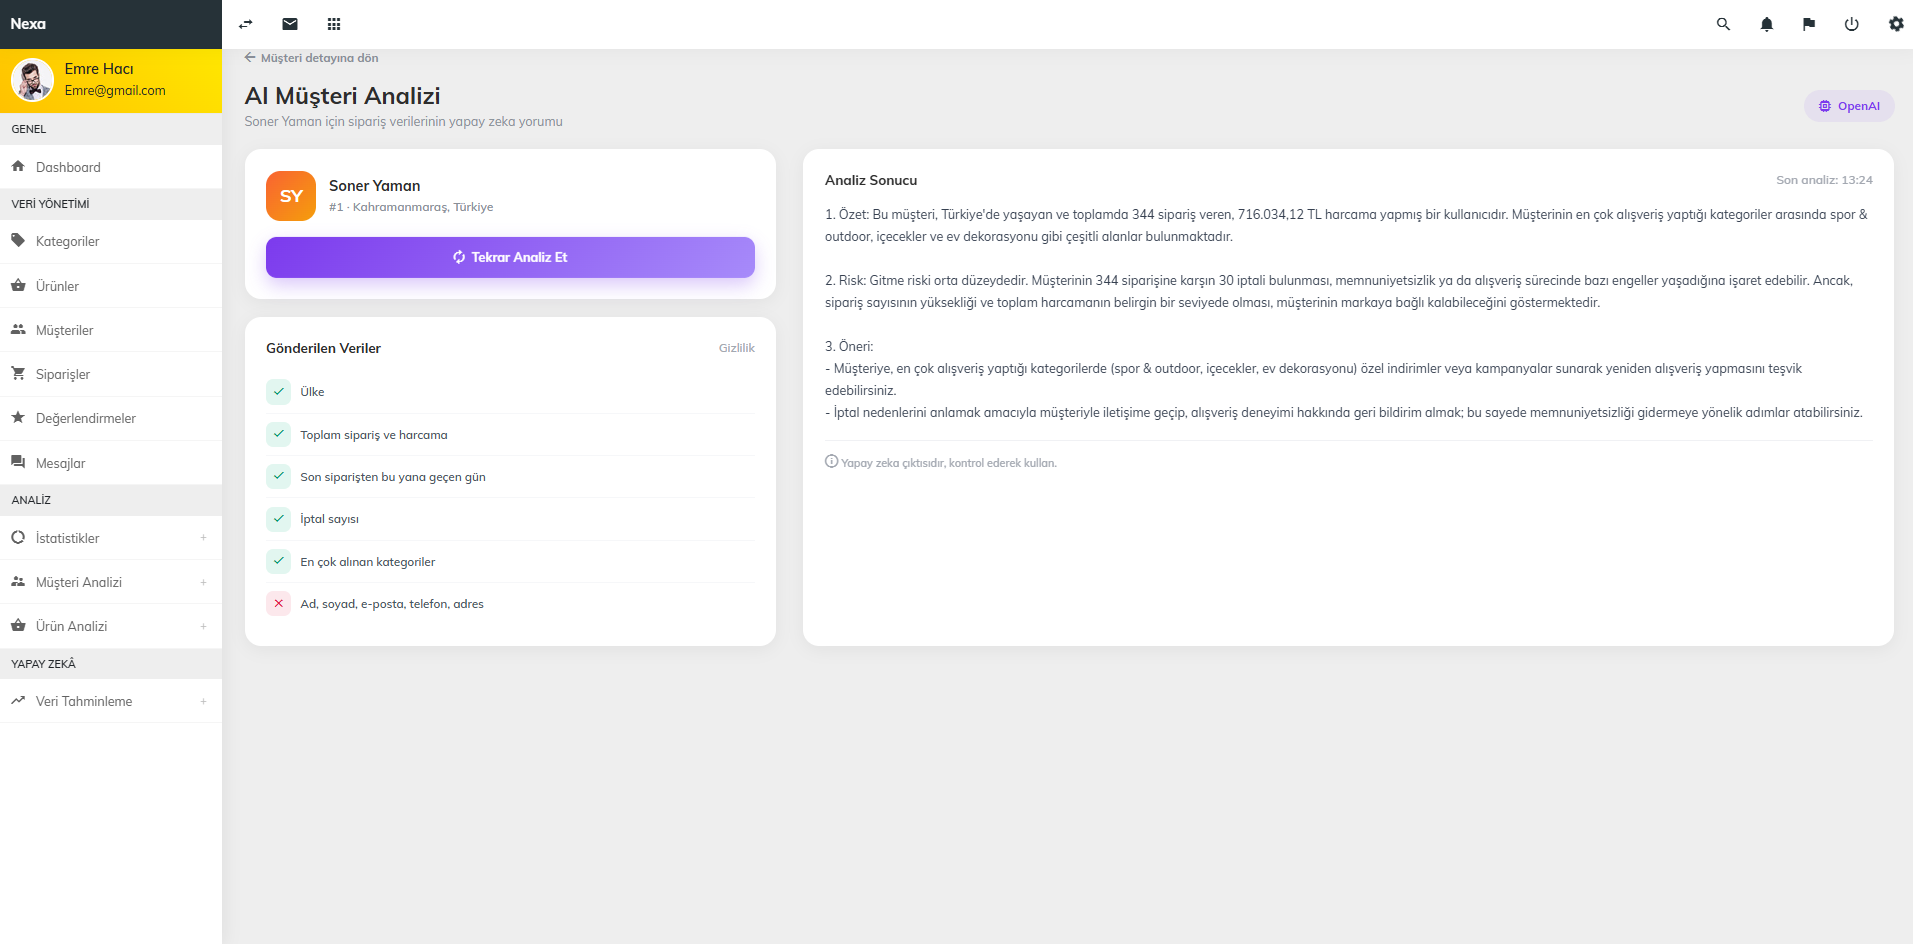 Nexa
Emre Hacı
Emre@gmail.com
GENEL
Dashboard
VERİ YÖNETİMİ
Kategoriler
Ürünler
Müşteriler
Siparişler
Değerlendirmeler
Mesajlar
ANALİZ
İstatistikler +
Müşteri Analizi +
Ürün Analizi +
YAPAY ZEKÂ
Veri Tahminleme +
Müşteri detayına dön
AI Müşteri Analizi
Soner Yaman için sipariş verilerinin yapay zeka yorumu
OpenAI
SY
Soner Yaman
#1 · Kahramanmaraş, Türkiye
Tekrar Analiz Et
Gönderilen Veriler
Gizlilik
Ülke
Toplam sipariş ve harcama
Son siparişten bu yana geçen gün
İptal sayısı
En çok alınan kategoriler
Ad, soyad, e-posta, telefon, adres
Analiz Sonucu
Son analiz: 13:24
1. Özet: Bu müşteri, Türkiye'de yaşayan ve toplamda 344 sipariş veren, 716.034,12 TL harcama yapmış bir kullanıcıdır. Müşterinin en çok alışveriş yaptığı kategoriler arasında spor &
outdoor, içecekler ve ev dekorasyonu gibi çeşitli alanlar bulunmaktadır.
2. Risk: Gitme riski orta düzeydedir. Müşterinin 344 siparişine karşın 30 iptali bulunması, memnuniyetsizlik ya da alışveriş sürecinde bazı engeller yaşadığına işaret edebilir. Ancak,
sipariş sayısının yüksekliği ve toplam harcamanın belirgin bir seviyede olması, müşterinin markaya bağlı kalabileceğini göstermektedir.
3. Öneri:
- Müşteriye, en çok alışveriş yaptığı kategorilerde (spor & outdoor, içecekler, ev dekorasyonu) özel indirimler veya kampanyalar sunarak yeniden alışveriş yapmasını teşvik
edebilirsiniz.
- İptal nedenlerini anlamak amacıyla müşteriyle iletişime geçip, alışveriş deneyimi hakkında geri bildirim almak; bu sayede memnuniyetsizliği gidermeye yönelik adımlar atabilirsiniz.
Yapay zeka çıktısıdır, kontrol ederek kullan.